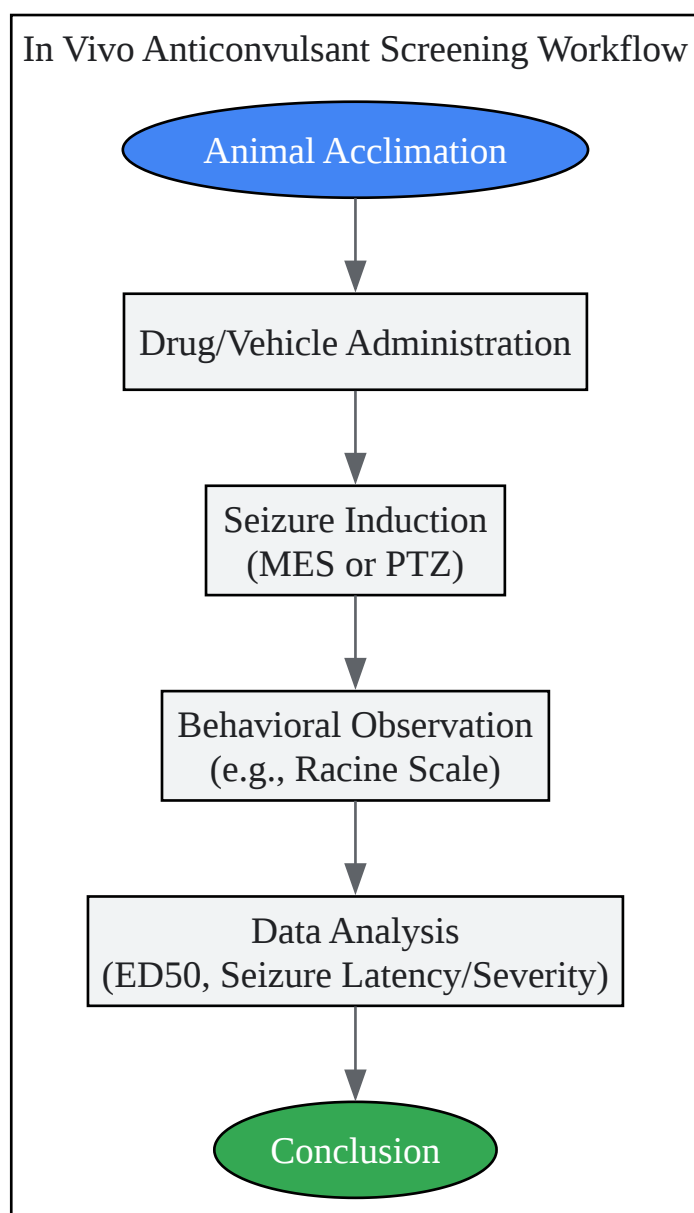 In Vivo Anticonvulsant Screening Workflow
Animal Acclimation
Drug/Vehicle Administration
Seizure Induction
(MES or PTZ)
Behavioral Observation
(e.g., Racine Scale)
Data Analysis
(ED50, Seizure Latency/Severity)
Conclusion